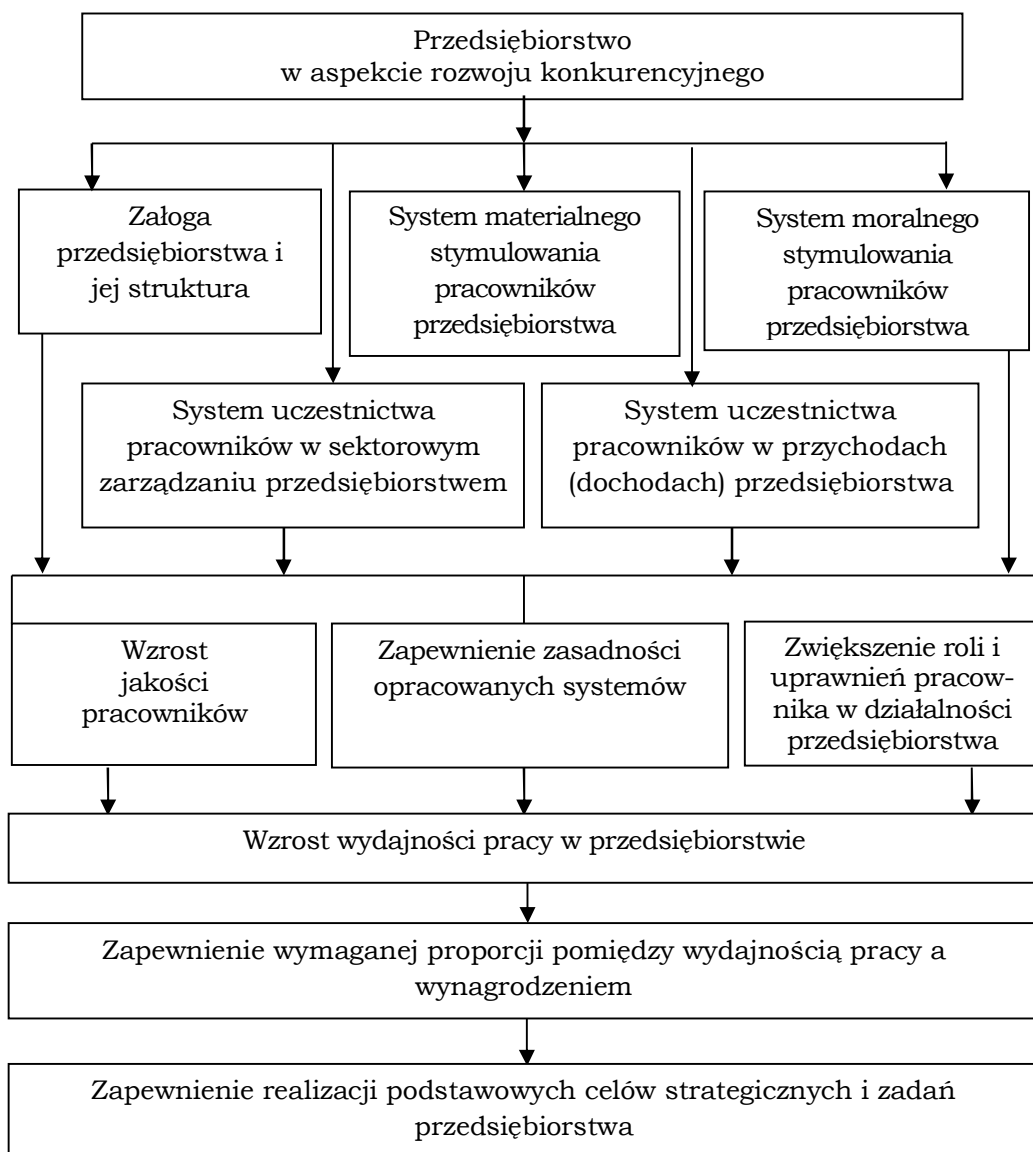 Przedsiębiorstwo
w aspekcie rozwoju konkurencyjnego
Załoga
przedsiębiorstwa i
jej struktura
System materialnego
stymulowania
pracowników
przedsiębiorstwa
System moralnego
stymulowania
pracowników
przedsiębiorstwa
System uczestnictwa
pracowników w sektorowym
zarządzaniu przedsiębiorstwem
System uczestnictwa
pracowników w przychodach
(dochodach) przedsiębiorstwa
Wzrost
jakości
pracowników
Zapewnienie zasadności
opracowanych systemów
Zwiększenie roli i
uprawnień pracow-
nika w działalności
przedsiębiorstwa
Wzrost wydajności pracy w przedsiębiorstwie
Zapewnienie wymaganej proporcji pomiędzy wydajnością pracy a
wynagrodzeniem
Zapewnienie realizacji podstawowych celów strategicznych i zadań
przedsiębiorstwa